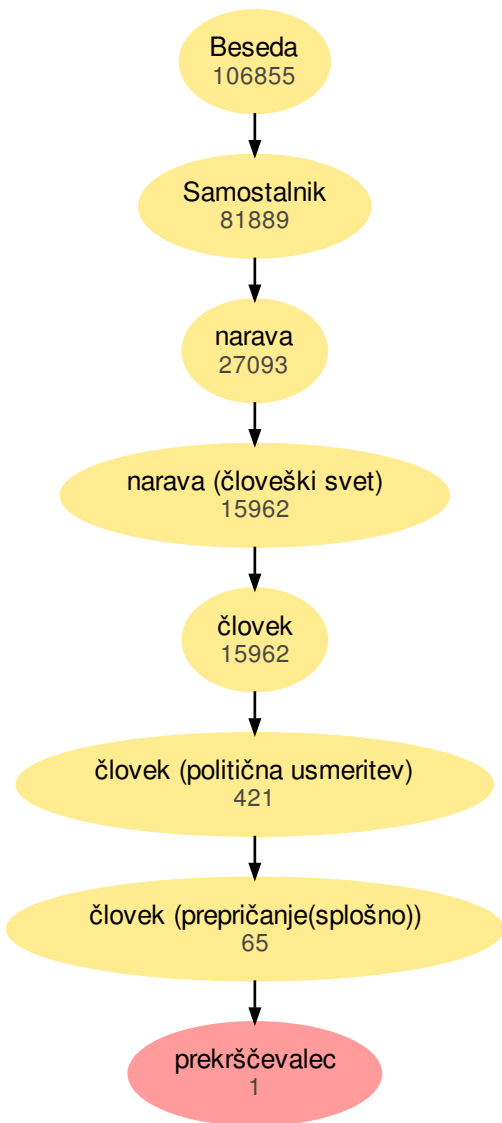 Beseda
106855
Samostalnik
81889
narava
27093
narava (človeški svet)
15962
človek
15962
človek (politična usmeritev)
421
človek (prepričanje(splošno))
65
prekrščevalec
1